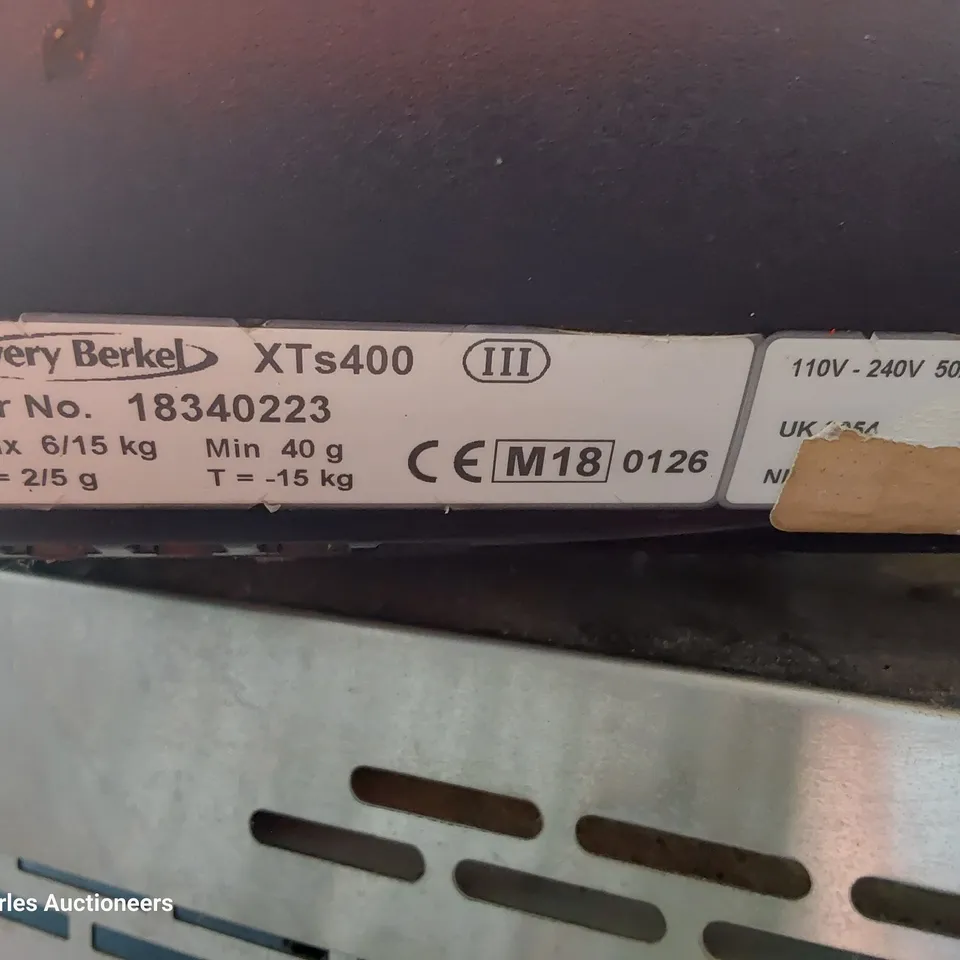 very Berkel XTs400 III
r No. 18340223
x 6/15 kg Min 40 g
= 2/5 g T = -15 kg
CE M18 0126
110V - 240V 50
UK
rles Auctioneers